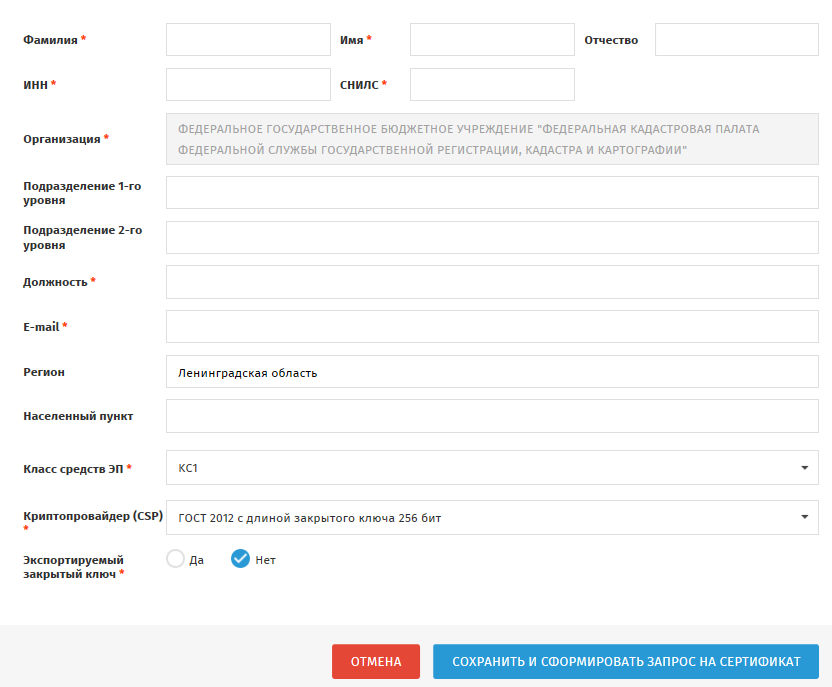 Фамилия *
Имя *
Отчество
ИНН *
СНИЛС *
Организация *
ФЕДЕРАЛЬНОЕ ГОСУДАРСТВЕННОЕ БЮДЖЕТНОЕ УЧРЕЖДЕНИЕ "ФЕДЕРАЛЬНАЯ КАДАСТРОВАЯ ПАЛАТА
ФЕДЕРАЛЬНОЙ СЛУЖБЫ ГОСУДАРСТВЕННОЙ РЕГИСТРАЦИИ, КАДАСТРА И КАРТОГРАФИИ"
Подразделение 1-го
уровня
Подразделение 2-го
уровня
Должность *
E-mail *
Регион
Ленинградская область
Населенный пункт
Класс средств ЭП *
КС1
Криптопровайдер (CSP)
*
ГОСТ 2012 с длиной закрытого ключа 256 бит
Экспортируемый
закрытый ключ *
Да
Нет
ОТМЕНА
СОХРАНИТЬ И СФОРМИРОВАТЬ ЗАПРОС НА СЕРТИФИКАТ